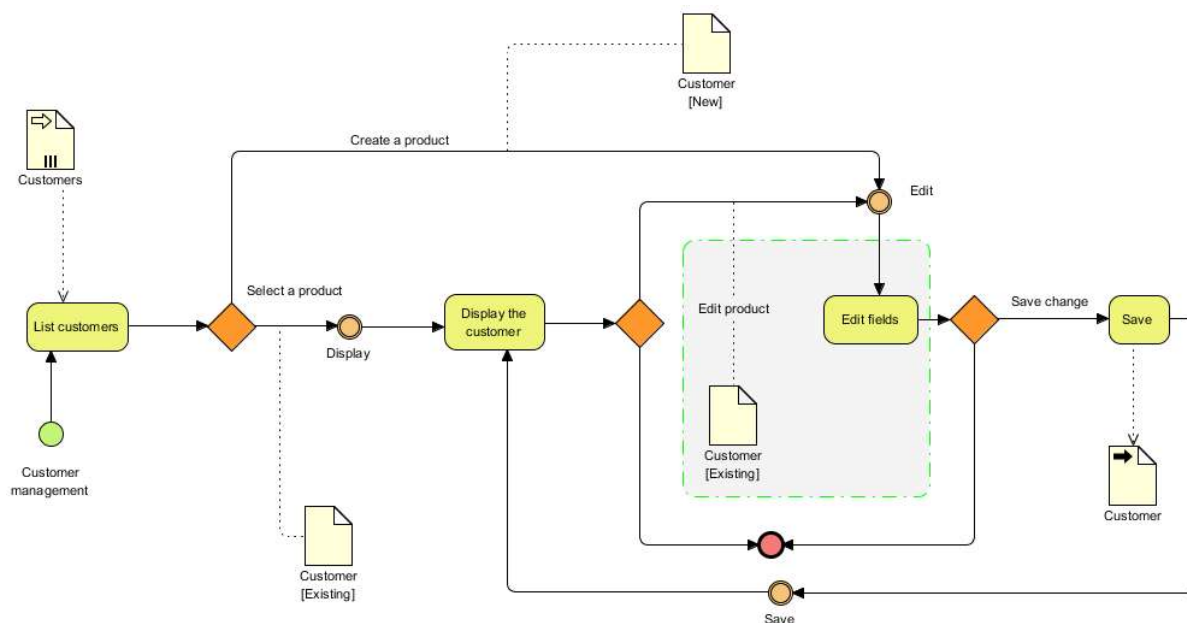 Customer
[New]
Create a product
Customers
Edit
Select a product
Save change
Edit product
List customers
Display the
customer
Edit fields
Save
Display
Customer
management
Customer
[Existing]
Customer
Customer
[Existing]
Save